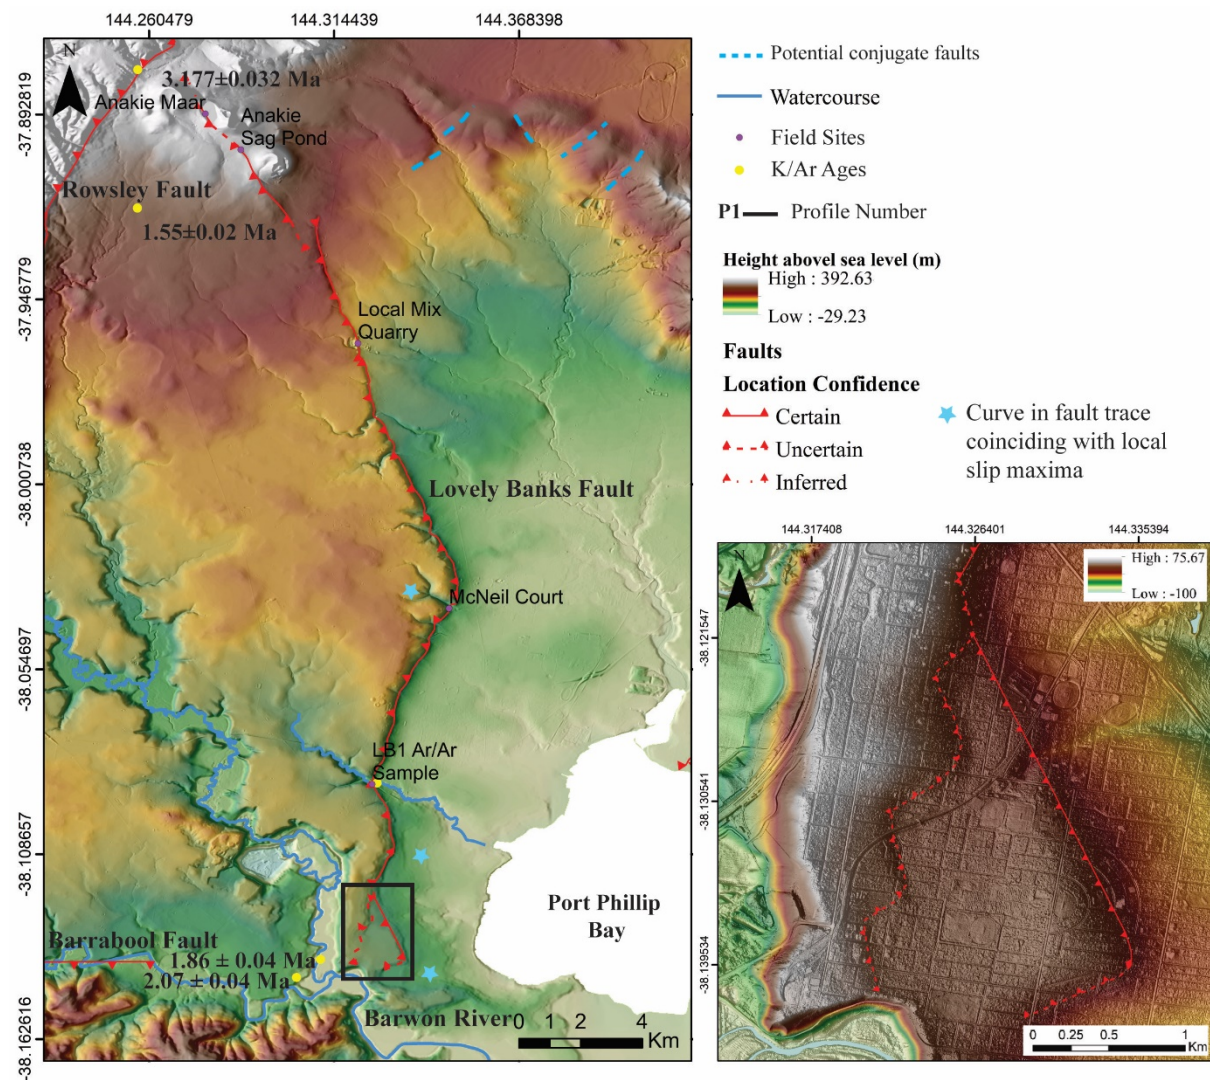 144.260479
144.314439
144.368398
N
-37.892819
-37.946779
-38.000738
-38.054697
-38.108657
-38.162616
3.177±0.032 Ma
Anakie Maar
Anakie
Sag Pond
Rowsley Fault
1.55±0.02 Ma
Local Mix
Quarry
Lovely Banks Fault
McNeil Court
LB1 Ar/Ar
Sample
Port Phillip
Bay
Barrabool Fault
1.86 ± 0.04 Ma
2.07 ± 0.04 Ma
Barwon River
0 1 2 4
Km
Potential conjugate faults
Watercourse
Field Sites
K/Ar Ages
P1 Profile Number
Height abovel sea level (m)
High : 392.63
Low : -29.23
Faults
Location Confidence
Certain
Uncertain
Inferred
Curve in fault trace
coinciding with local
slip maxima
144.317408
144.326401
144.335394
N
High : 75.67
Low : -100
-38.121547
-38.130541
-38.139534
0 0.25 0.5 1
Km